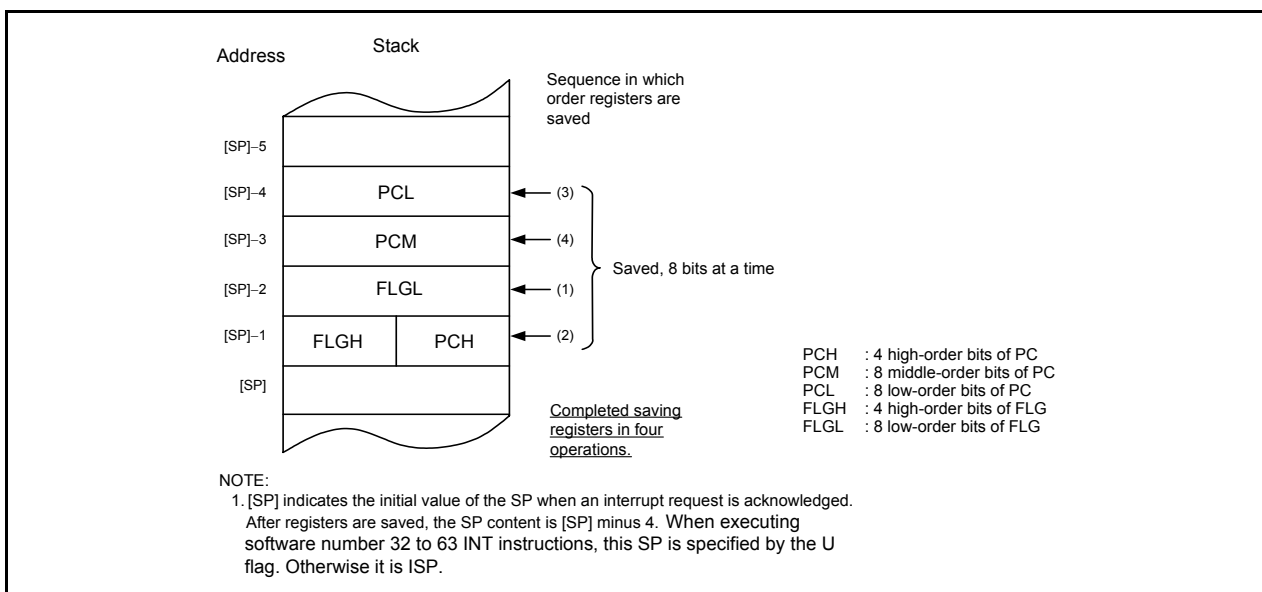 Address
Stack
Sequence in which
order registers are
saved
[SP]−5
[SP]−4
PCL
(3)
[SP]−3
PCM
(4)
Saved, 8 bits at a time
[SP]−2
FLGL
(1)
[SP]−1
FLGH
PCH
(2)
[SP]
PCH : 4 high-order bits of PC
PCM : 8 middle-order bits of PC
PCL : 8 low-order bits of PC
FLGH : 4 high-order bits of FLG
FLGL : 8 low-order bits of FLG
Completed saving
registers in four
operations.
NOTE:
1. [SP] indicates the initial value of the SP when an interrupt request is acknowledged.
After registers are saved, the SP content is [SP] minus 4. When executing
software number 32 to 63 INT instructions, this SP is specified by the U
flag. Otherwise it is ISP.